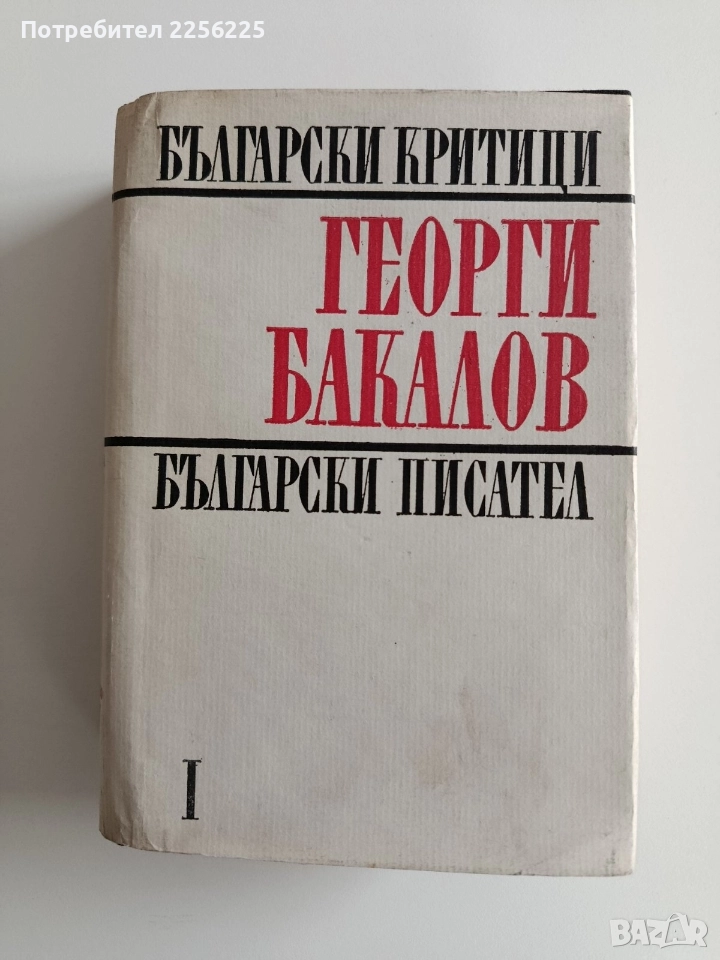 Потребител 2256225
БЪЛГАРСКИ КРИТИЦИ
ГЕОРГИ
БАКАЛОВ
БЪЛГАРСКИ ПИСАТЕЛ
I
BAZAR